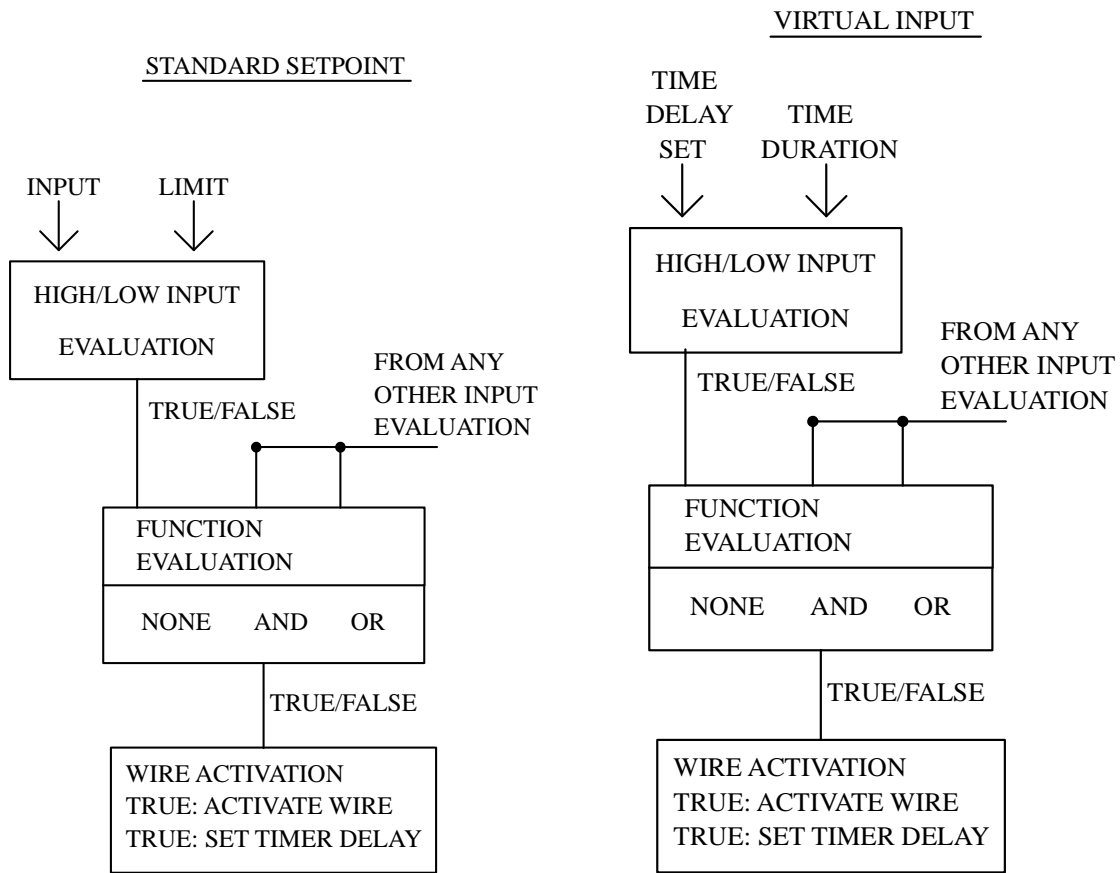 STANDARD SETPOINT
INPUT
LIMIT
HIGH/LOW INPUT
EVALUATION
TRUE/FALSE
FROM ANY
OTHER INPUT
EVALUATION
FUNCTION
EVALUATION
NONE AND OR
TRUE/FALSE
WIRE ACTIVATION
TRUE: ACTIVATE WIRE
TRUE: SET TIMER DELAY
VIRTUAL INPUT
TIME
DELAY
SET
TIME
DURATION
HIGH/LOW INPUT
EVALUATION
TRUE/FALSE
FROM ANY
OTHER INPUT
EVALUATION
FUNCTION
EVALUATION
NONE AND OR
TRUE/FALSE
WIRE ACTIVATION
TRUE: ACTIVATE WIRE
TRUE: SET TIMER DELAY